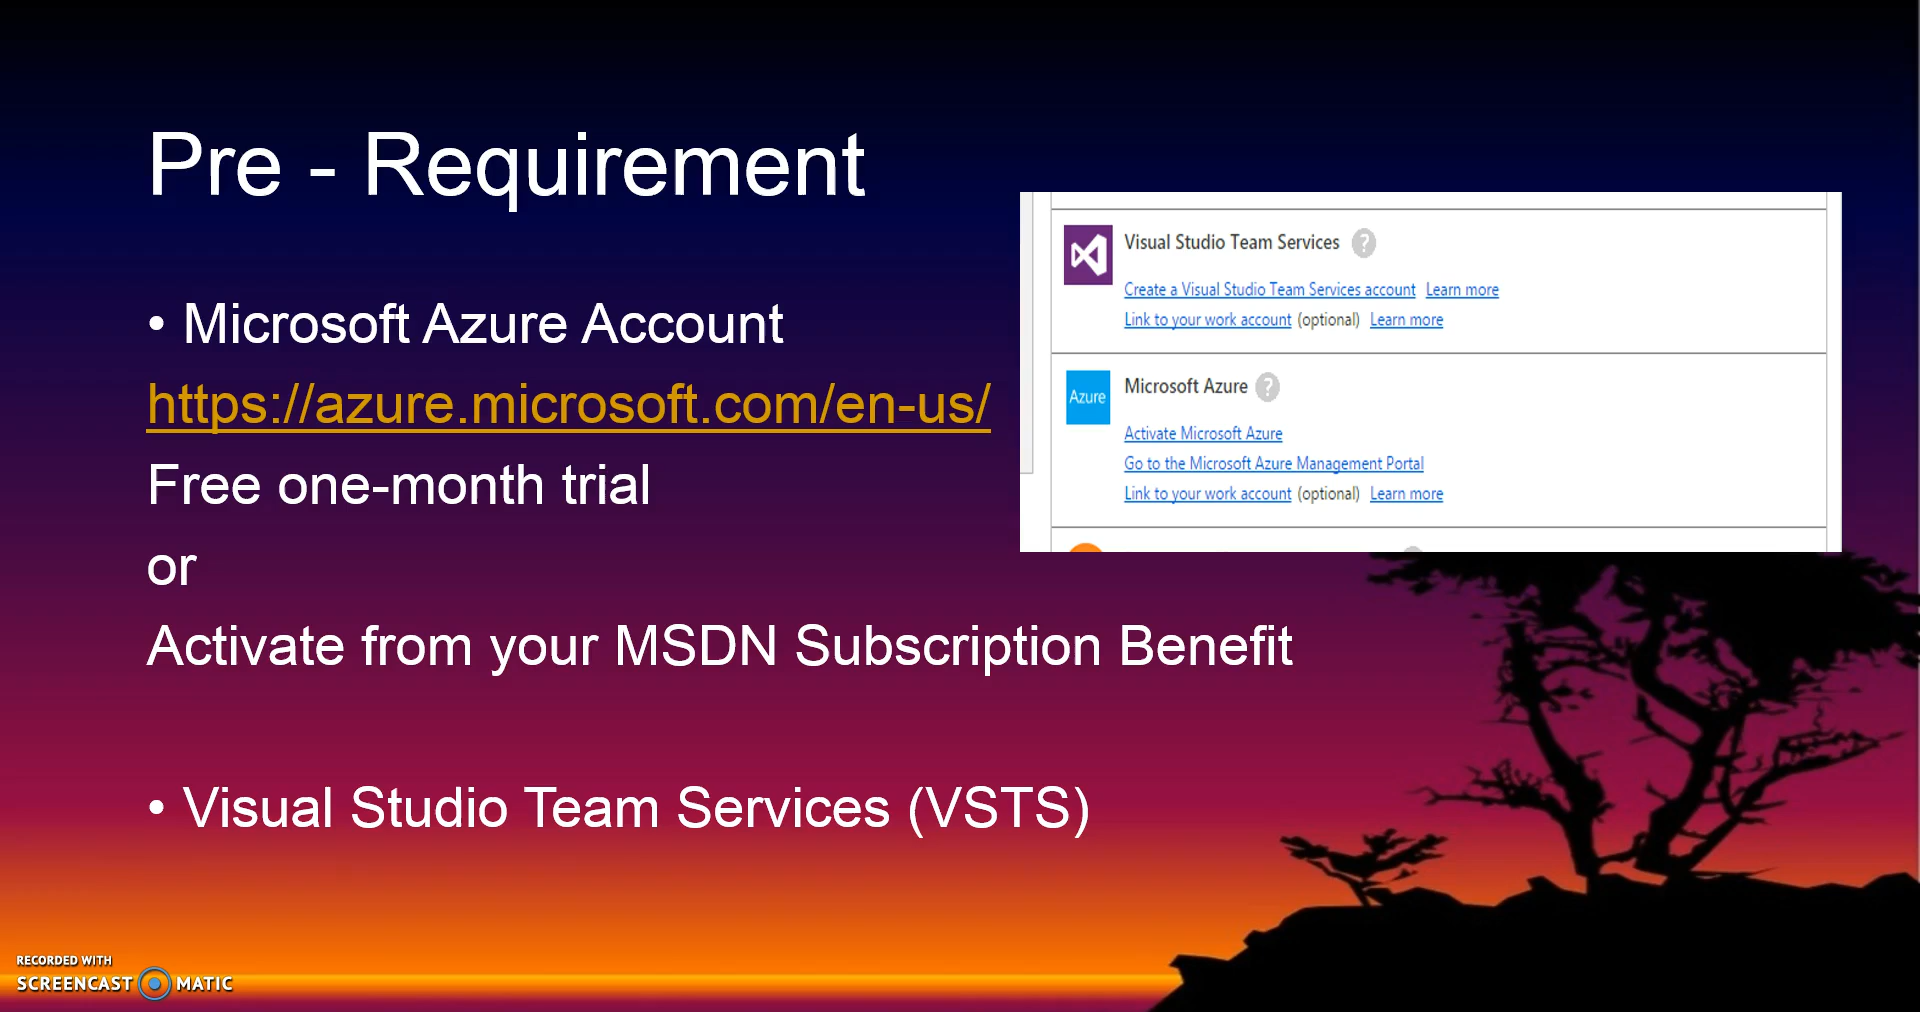 Pre - Requirement
• Microsoft Azure Account
https://azure.microsoft.com/en-us/
Free one-month trial
or
Activate from your MSDN Subscription Benefit
• Visual Studio Team Services (VSTS)
Visual Studio Team Services ?
Create a Visual Studio Team Services account Learn more
Link to your work account (optional) Learn more
Azure
Microsoft Azure ?
Activate Microsoft Azure
Go to the Microsoft Azure Management Portal
Link to your work account (optional) Learn more
RECORDED WITH
SCREENCAST MATIC